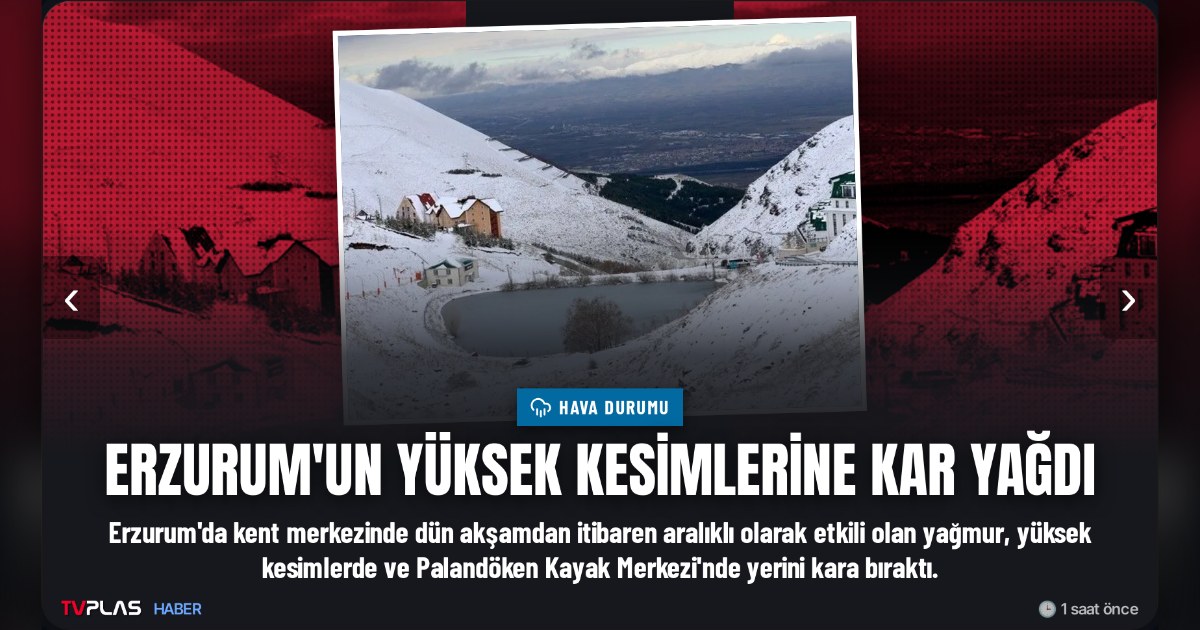 HAVA DURUMU
ERZURUM'UN YÜKSEK KESİMLERİNE KAR YAĞDI
Erzurum'da kent merkezinde dün akşamdan itibaren aralıklı olarak etkili olan yağmur, yüksek
kesimlerde ve Palandöken Kayak Merkezi'nde yerini kara bıraktı.
TVPLAS HABER
1 saat önce